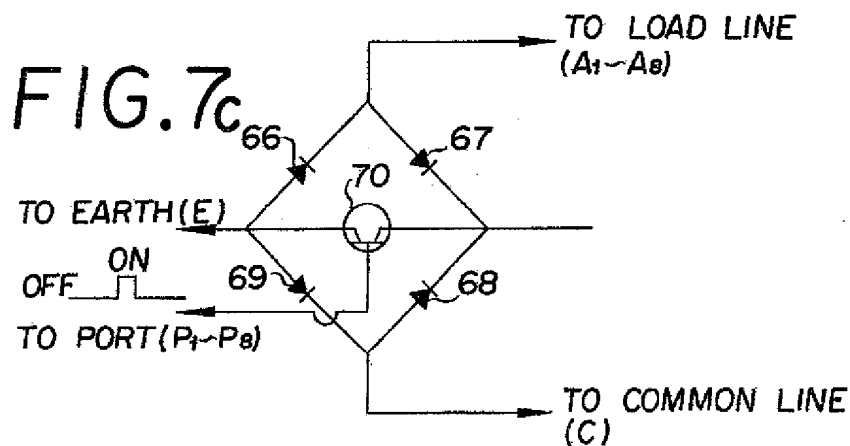 TO LOAD LINE
(A1~A8)
FIG. 7c
66
67
70
TO EARTH(E)
ON
OFF
69
68
TO PORT(P1~P8)
TO COMMON LINE
(C)